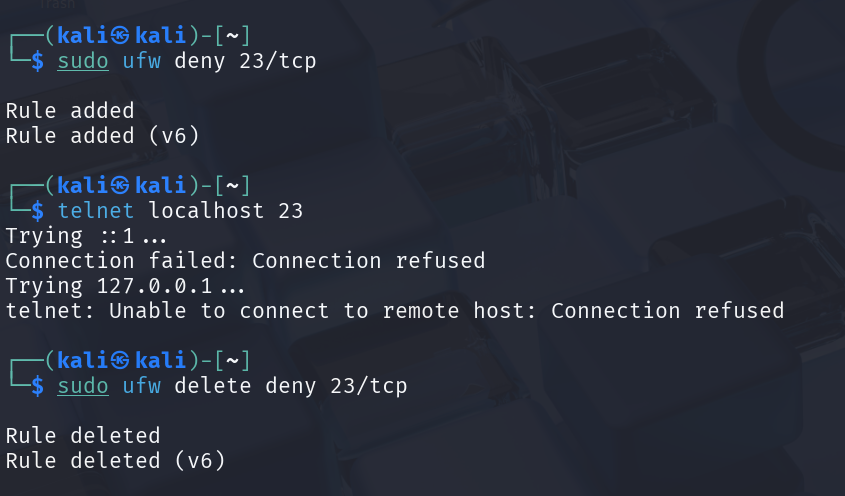 Trash
┌──(kali㉿kali)-[~]
└─$ sudo ufw deny 23/tcp
Rule added
Rule added (v6)
┌──(kali㉿kali)-[~]
└─$ telnet localhost 23
Trying ::1...
Connection failed: Connection refused
Trying 127.0.0.1...
telnet: Unable to connect to remote host: Connection refused
┌──(kali㉿kali)-[~]
└─$ sudo ufw delete deny 23/tcp
Rule deleted
Rule deleted (v6)